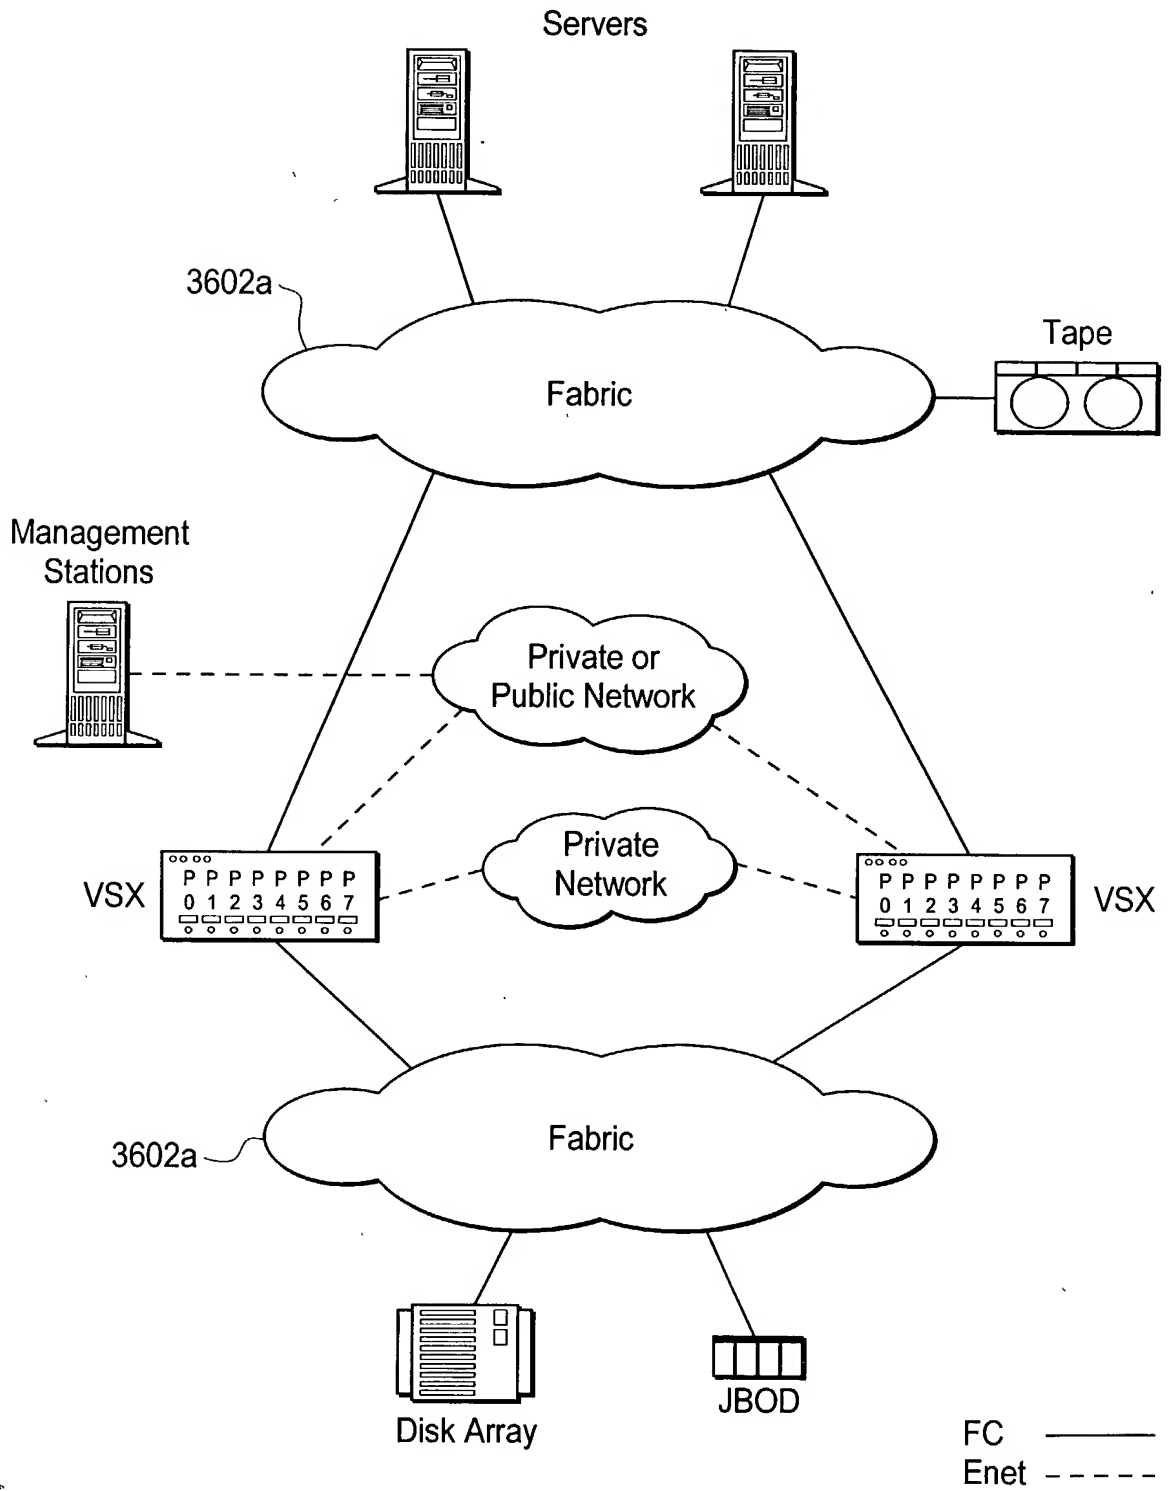 Servers
3602a
Tape
Fabric
Management
Stations
Private or
Public Network
Private
Network
VSX
P P P P P P P P
0 1 2 3 4 5 6 7
P P P P P P P P
0 1 2 3 4 5 6 7
VSX
Fabric
3602a
Disk Array
JBOD
FC
Enet